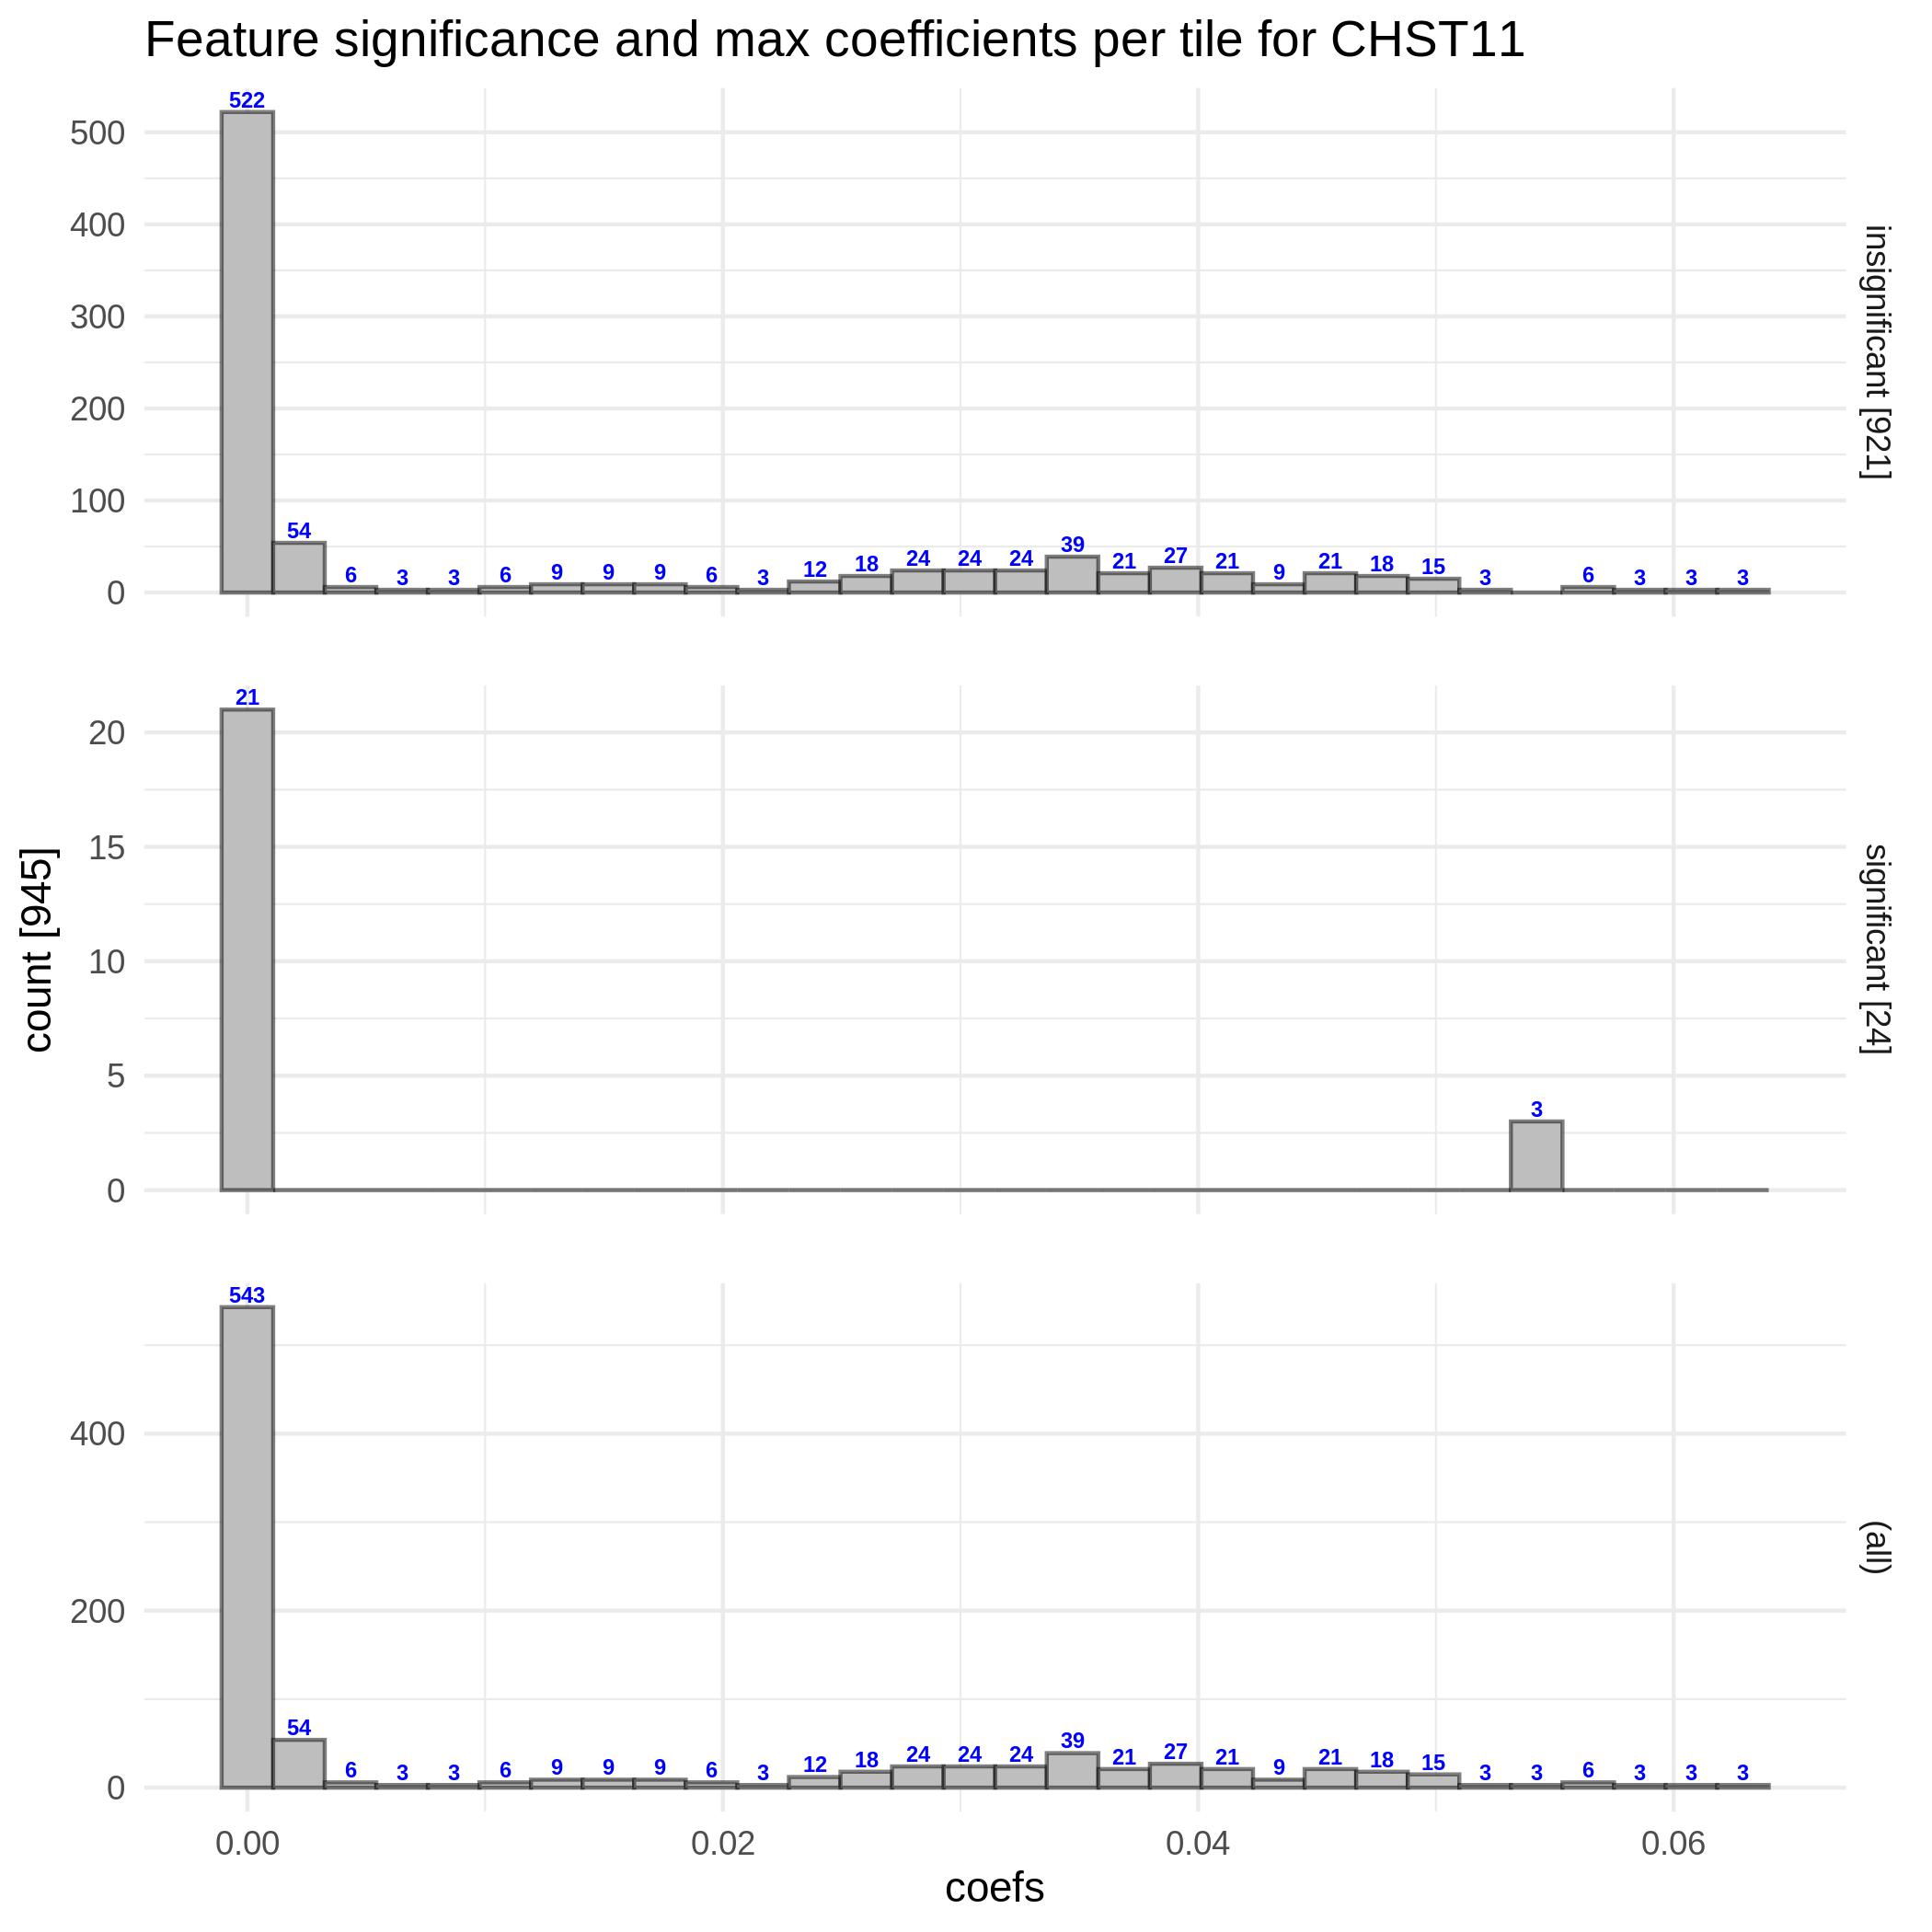 Feature significance and max coefficients per tile for CHST11
522
500
400
300
200
100
0
54 6 3 3 6 9 9 9 6 3 12 18 24 24 24 39 21 27 21 9 21 18 15 3 6 3 3 3
insignificant [921]
21
20
15
10
5
0
3
significant [24]
count [945]
543
400
200
0
54 6 3 3 6 9 9 9 6 3 12 18 24 24 24 39 21 27 21 9 21 18 15 3 3 6 3 3 3
(all)
0.00 0.02 0.04 0.06
coefs